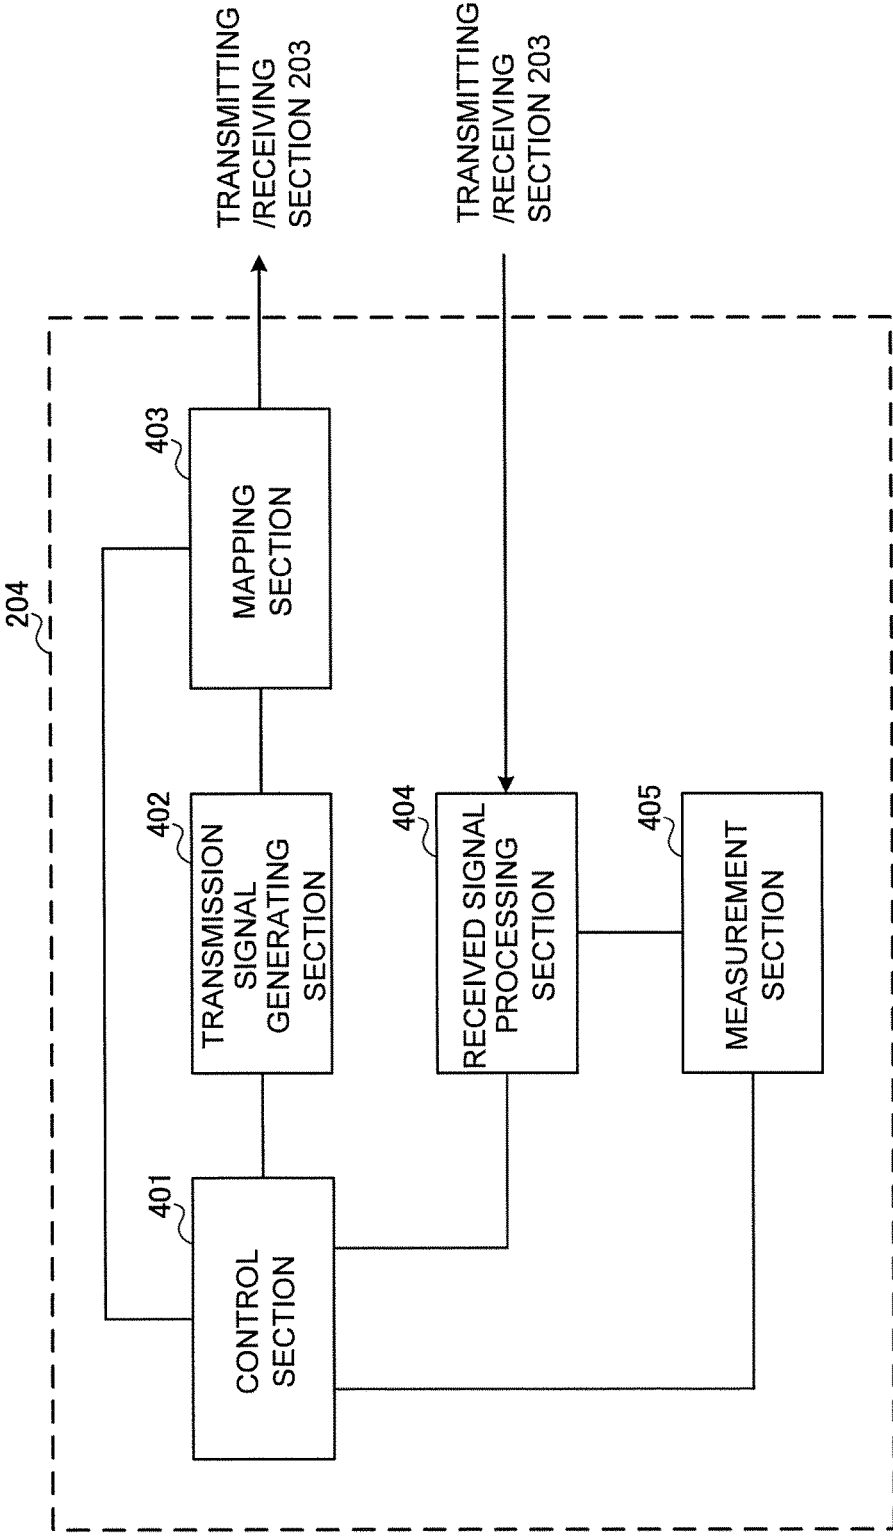 204
401
CONTROL
SECTION
402
TRANSMISSION
SIGNAL
GENERATING
SECTION
403
MAPPING
SECTION
TRANSMITTING
/RECEIVING
SECTION 203
404
RECEIVED SIGNAL
PROCESSING
SECTION
TRANSMITTING
/RECEIVING
SECTION 203
405
MEASUREMENT
SECTION